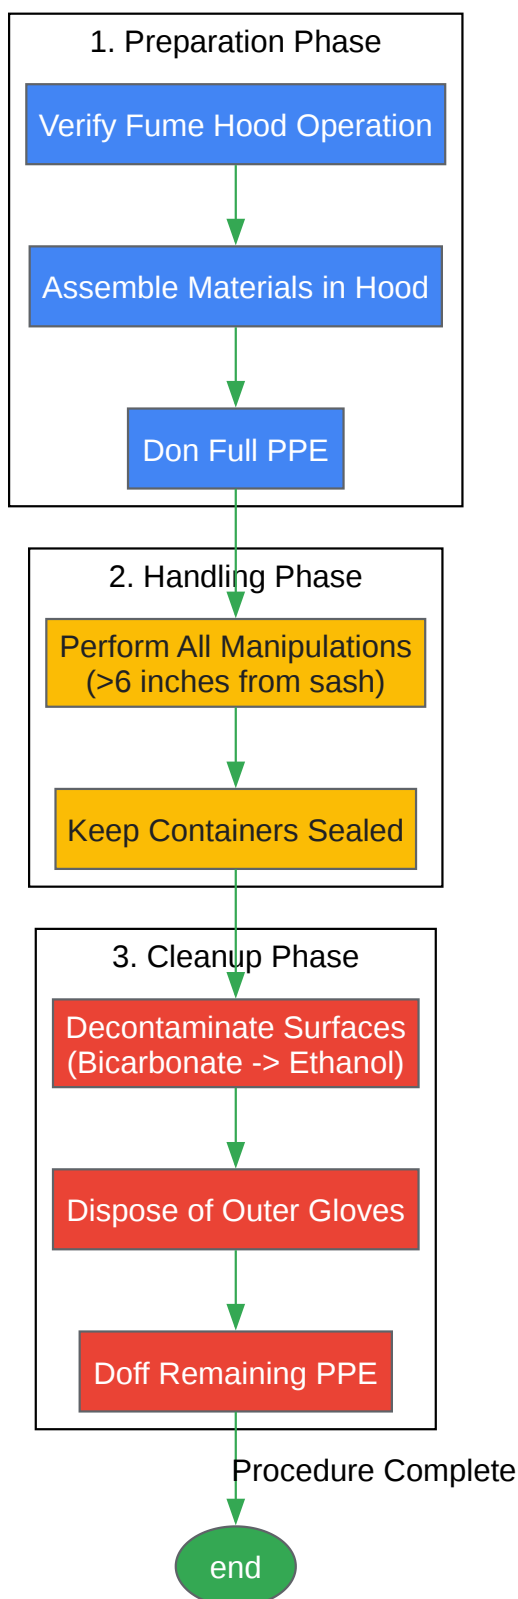 1. Preparation Phase
Verify Fume Hood Operation
Assemble Materials in Hood
Don Full PPE
2. Handling Phase
Perform All Manipulations
(>6 inches from sash)
Keep Containers Sealed
3. Cleanup Phase
Decontaminate Surfaces
(Bicarbonate -> Ethanol)
Dispose of Outer Gloves
Doff Remaining PPE
Procedure Complete
end